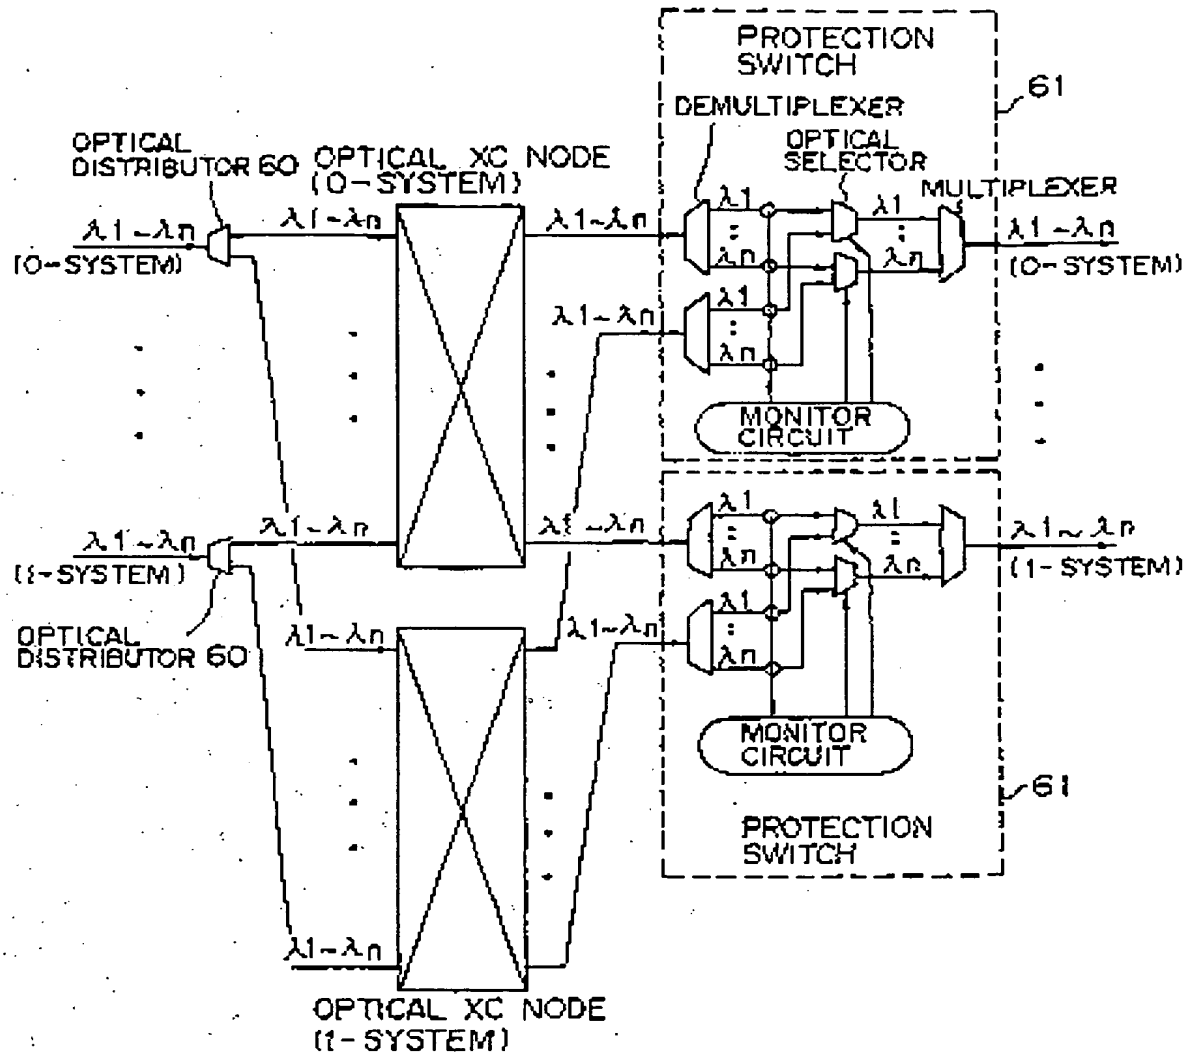 PROTECTION
SWITCH
61
DEMULTIPLEXER
OPTICAL
SELECTOR
MULTIPLEXER
OPTICAL
DISTRIBUTOR 60
OPTICAL XC NODE
(0-SYSTEM)
λ1~λn
(0-SYSTEM)
λ1~λn
λ1~λn
λ1
λn
λ1
λn
λ1~λn
(0-SYSTEM)
λ1~λn
λ1
λn
MONITOR
CIRCUIT
λ1~λn
(1-SYSTEM)
λ1~λn
λ1~λn
λ1
λn
λ1
λn
λ1~λn
(1-SYSTEM)
OPTICAL
DISTRIBUTOR 60
λ1~λn
λ1~λn
λ1
λn
MONITOR
CIRCUIT
61
PROTECTION
SWITCH
λ1~λn
OPTICAL XC NODE
(1-SYSTEM)